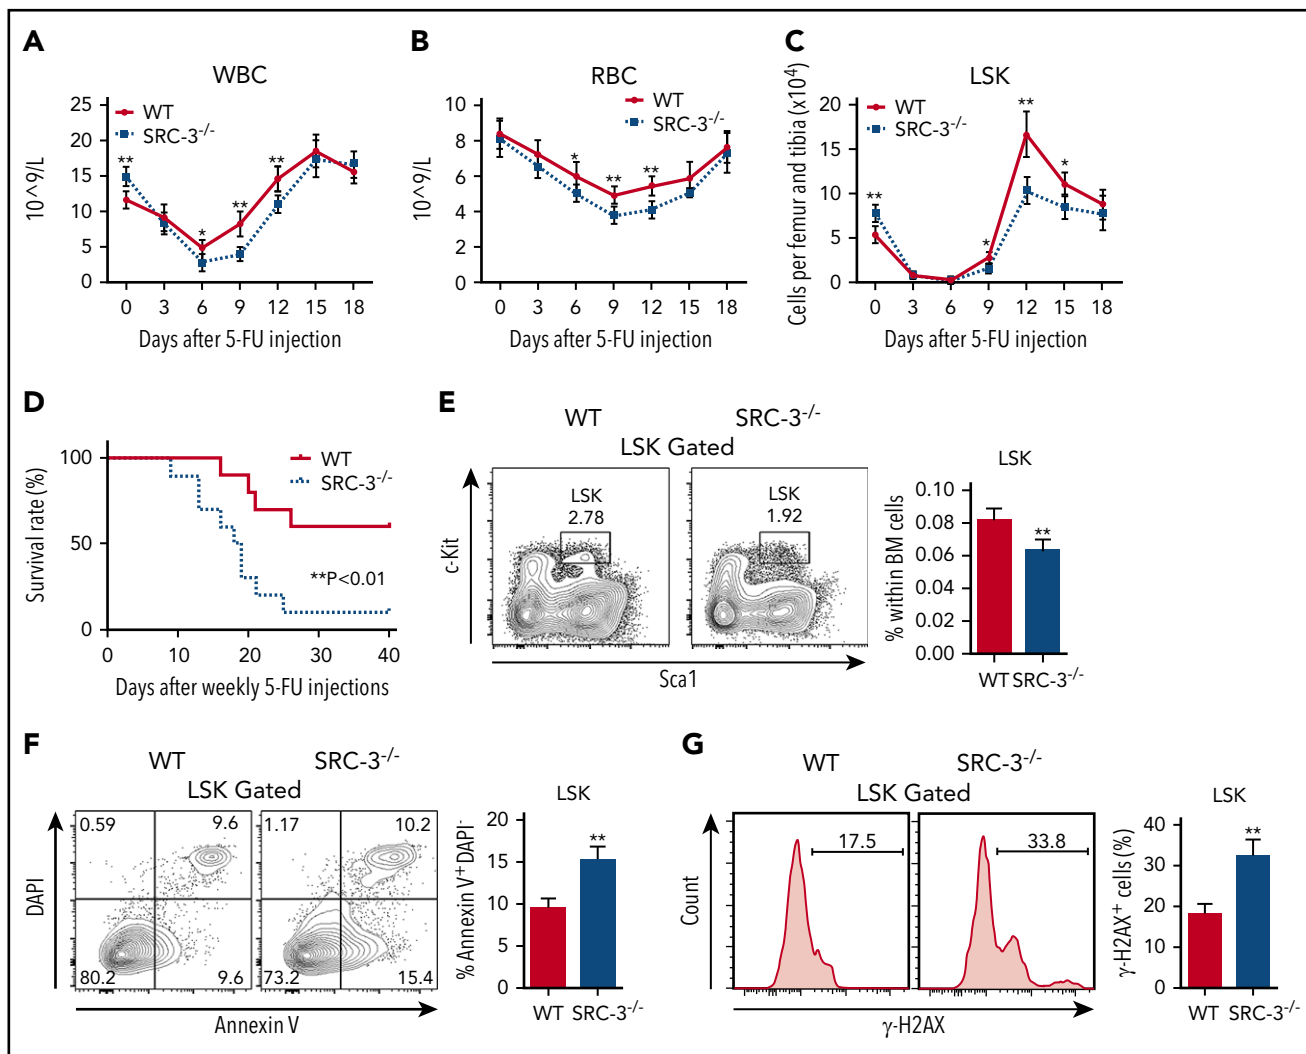 A
WBC
WT
SRC-3-/-
10^9/L
25
20
15
10
5
0
**
*
**
**
0 3 6 9 12 15 18
Days after 5-FU injection
B
RBC
WT
SRC-3-/-
10^9/L
10
8
6
4
2
0
*
**
**
0 3 6 9 12 15 18
Days after 5-FU injection
C
LSK
WT
SRC-3-/-
Cells per femur and tibia (x10⁴)
20
15
10
5
0
**
*
**
*
0 3 6 9 12 15 18
Days after 5-FU injection
D
WT
SRC-3-/-
Survival rate (%)
100
50
0
**P<0.01
0 10 20 30 40
Days after weekly 5-FU injections
E
WT SRC-3-/-
LSK Gated
LSK
2.78
LSK
1.92
c-Kit
Sca1
LSK
% within BM cells
0.10
0.08
0.06
0.04
0.02
0.00
**
WT SRC-3-/-
F
WT SRC-3-/-
LSK Gated
0.59 9.6
80.2 9.6
1.17 10.2
73.2 15.4
DAPI
Annexin V
LSK
% Annexin V⁺DAPI⁻
20
15
10
5
0
**
WT SRC-3-/-
G
WT SRC-3-/-
LSK Gated
17.5
33.8
Count
γ-H2AX
LSK
γ-H2AX⁺ cells (%)
40
30
20
10
0
**
WT SRC-3-/-